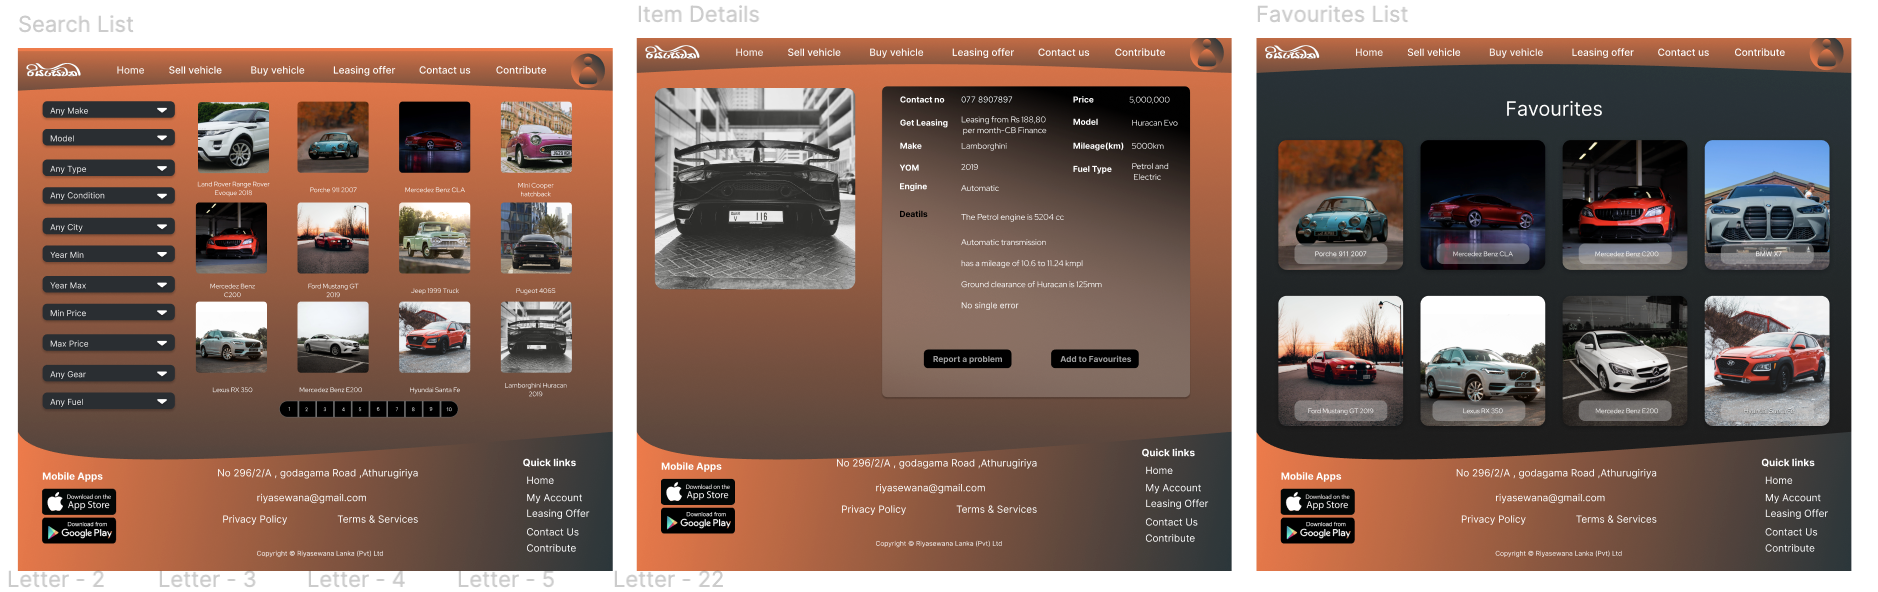 Search List
Item Details
Favourites List
රියසෙවන
Home Sell vehicle Buy vehicle Leasing offer Contact us Contribute
Any Make
Model
Any Type
Any Condition
Any City
Year Min
Year Max
Min Price
Max Price
Any Gear
Any Fuel
Land Rover Range Rover
Evoque 2018
Porche 911 2007
Mercedez Benz CLA
Mini Cooper
hatchback
Mercedez Benz
C200
Ford Mustang GT
2019
Jeep 1999 Truck
Pugeot 406S
Lexus RX 350
Mercedez Benz E200
Hyundai Santa Fe
Lamborghini Huracan
2019
1 2 3 4 5 6 7 8 9 10
Mobile Apps
Download on the
App Store
Download from
Google Play
No 296/2/A , godagama Road ,Athurugiriya
riyasewana@gmail.com
Privacy Policy Terms & Services
Copyright © Riyasewana Lanka (Pvt) Ltd
Quick links
Home
My Account
Leasing Offer
Contact Us
Contribute
රියසෙවන
Home Sell vehicle Buy vehicle Leasing offer Contact us Contribute
V 116
Contact no 077 8907897 Price 5,000,000
Get Leasing Leasing from Rs 188,80
per month-CB Finance
Model Huracan Evo
Make Lamborghini Mileage(km) 5000km
YOM 2019 Fuel Type Petrol and
Electric
Engine Automatic
Deatils The Petrol engine is 5204 cc
Automatic transmission
has a mileage of 10.6 to 11.24 kmpl
Ground clearance of Huracan is 125mm
No single error
Report a problem Add to Favourites
Mobile Apps
Download on the
App Store
Download from
Google Play
No 296/2/A , godagama Road ,Athurugiriya
riyasewana@gmail.com
Privacy Policy Terms & Services
Copyright © Riyasewana Lanka (Pvt) Ltd
Quick links
Home
My Account
Leasing Offer
Contact Us
Contribute
රියසෙවන
Home Sell vehicle Buy vehicle Leasing offer Contact us Contribute
Favourites
Porche 911 2007
Mercedez Benz CLA
Mercedez Benz C200
BMW X7
Ford Mustang GT 2019
Lexus RX 350
Mercedez Benz E200
Hyundai Santa Fe
Mobile Apps
Download on the
App Store
Download from
Google Play
No 296/2/A , godagama Road ,Athurugiriya
riyasewana@gmail.com
Privacy Policy Terms & Services
Copyright © Riyasewana Lanka (Pvt) Ltd
Quick links
Home
My Account
Leasing Offer
Contact Us
Contribute
Letter - 2 Letter - 3 Letter - 4 Letter - 5 Letter - 22